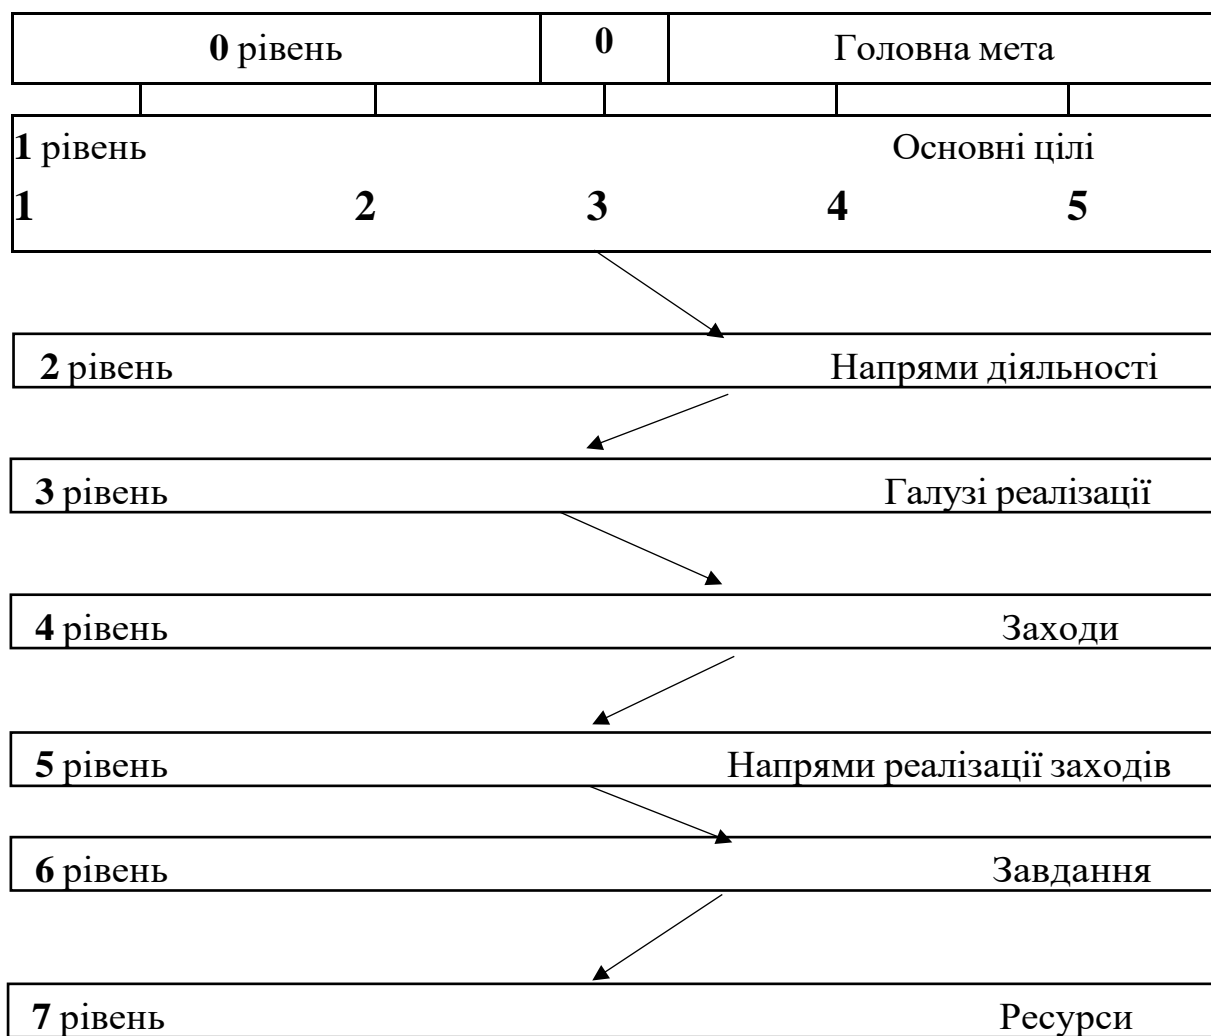 0 рівень 0 Головна мета
1 рівень Основні цілі
1 2 3 4 5
2 рівень Напрями діяльності
3 рівень Галузі реалізації
4 рівень Заходи
5 рівень Напрями реалізації заходів
6 рівень Завдання
7 рівень Ресурси